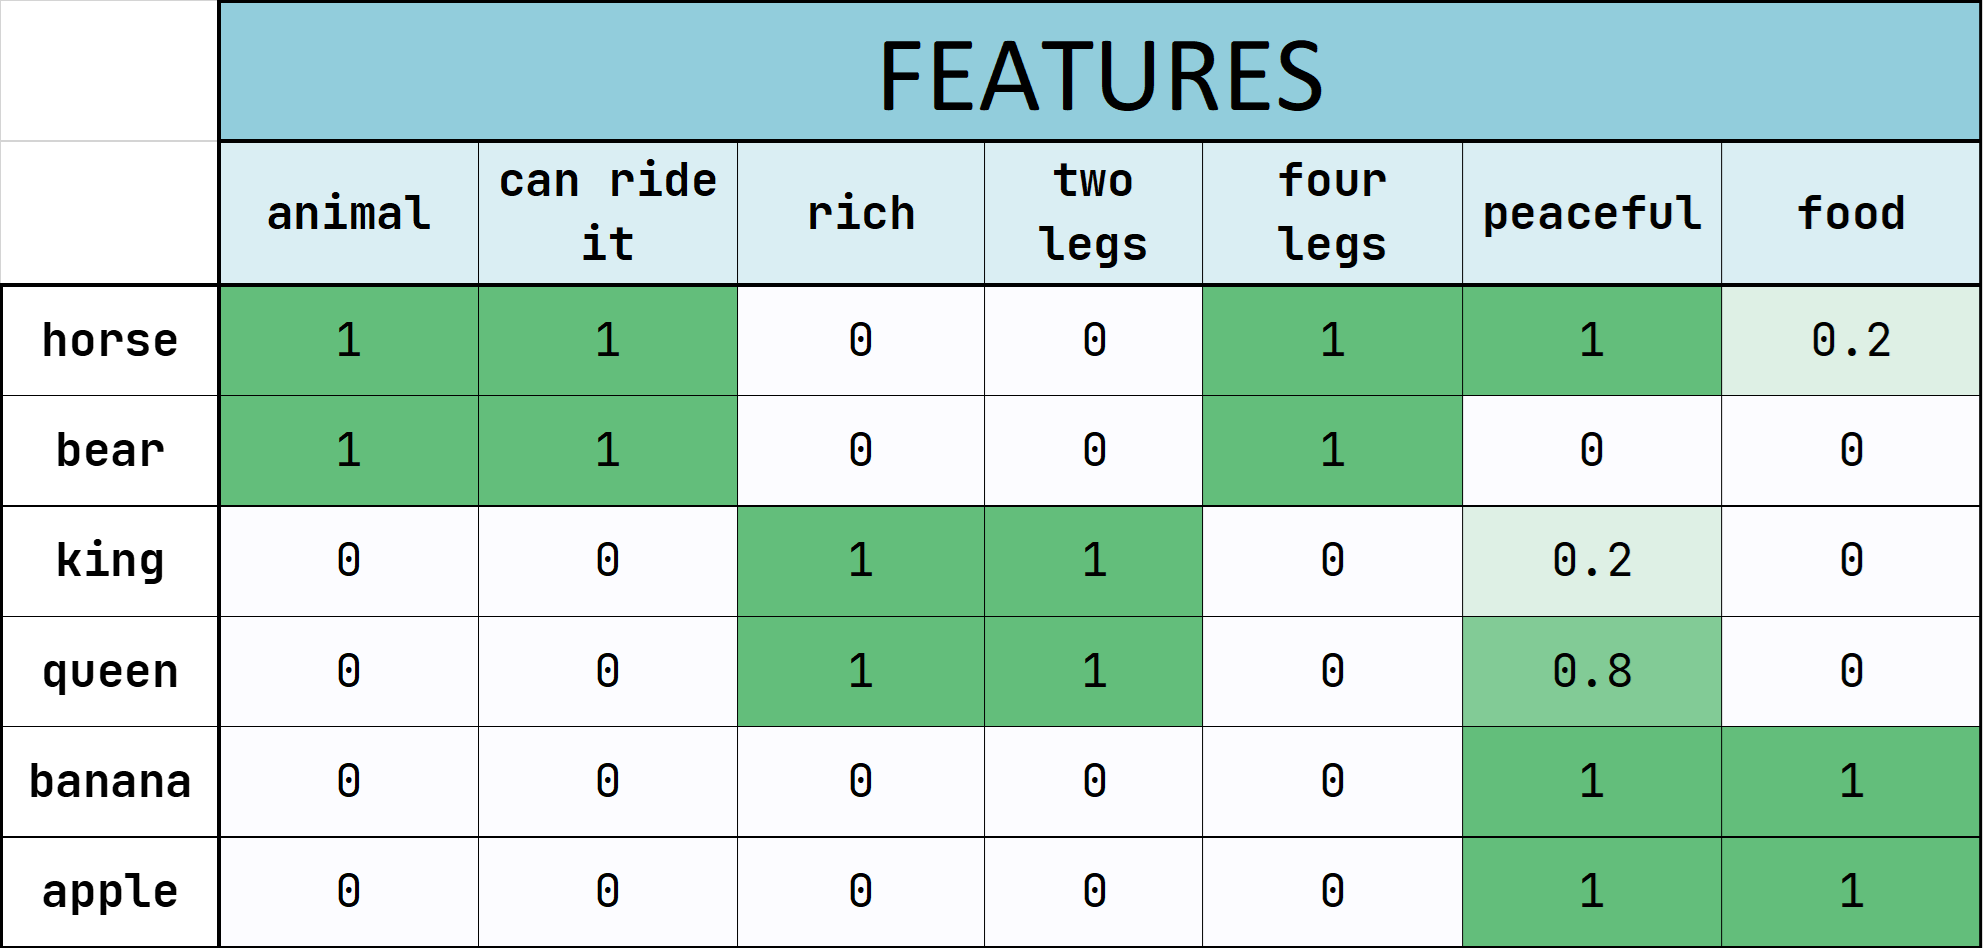 FEATURES
animal can ride it rich two legs four legs peaceful food
horse 1 1 0 0 1 1 0.2
bear 1 1 0 0 1 0 0
king 0 0 1 1 0 0.2 0
queen 0 0 1 1 0 0.8 0
banana 0 0 0 0 0 1 1
apple 0 0 0 0 0 1 1